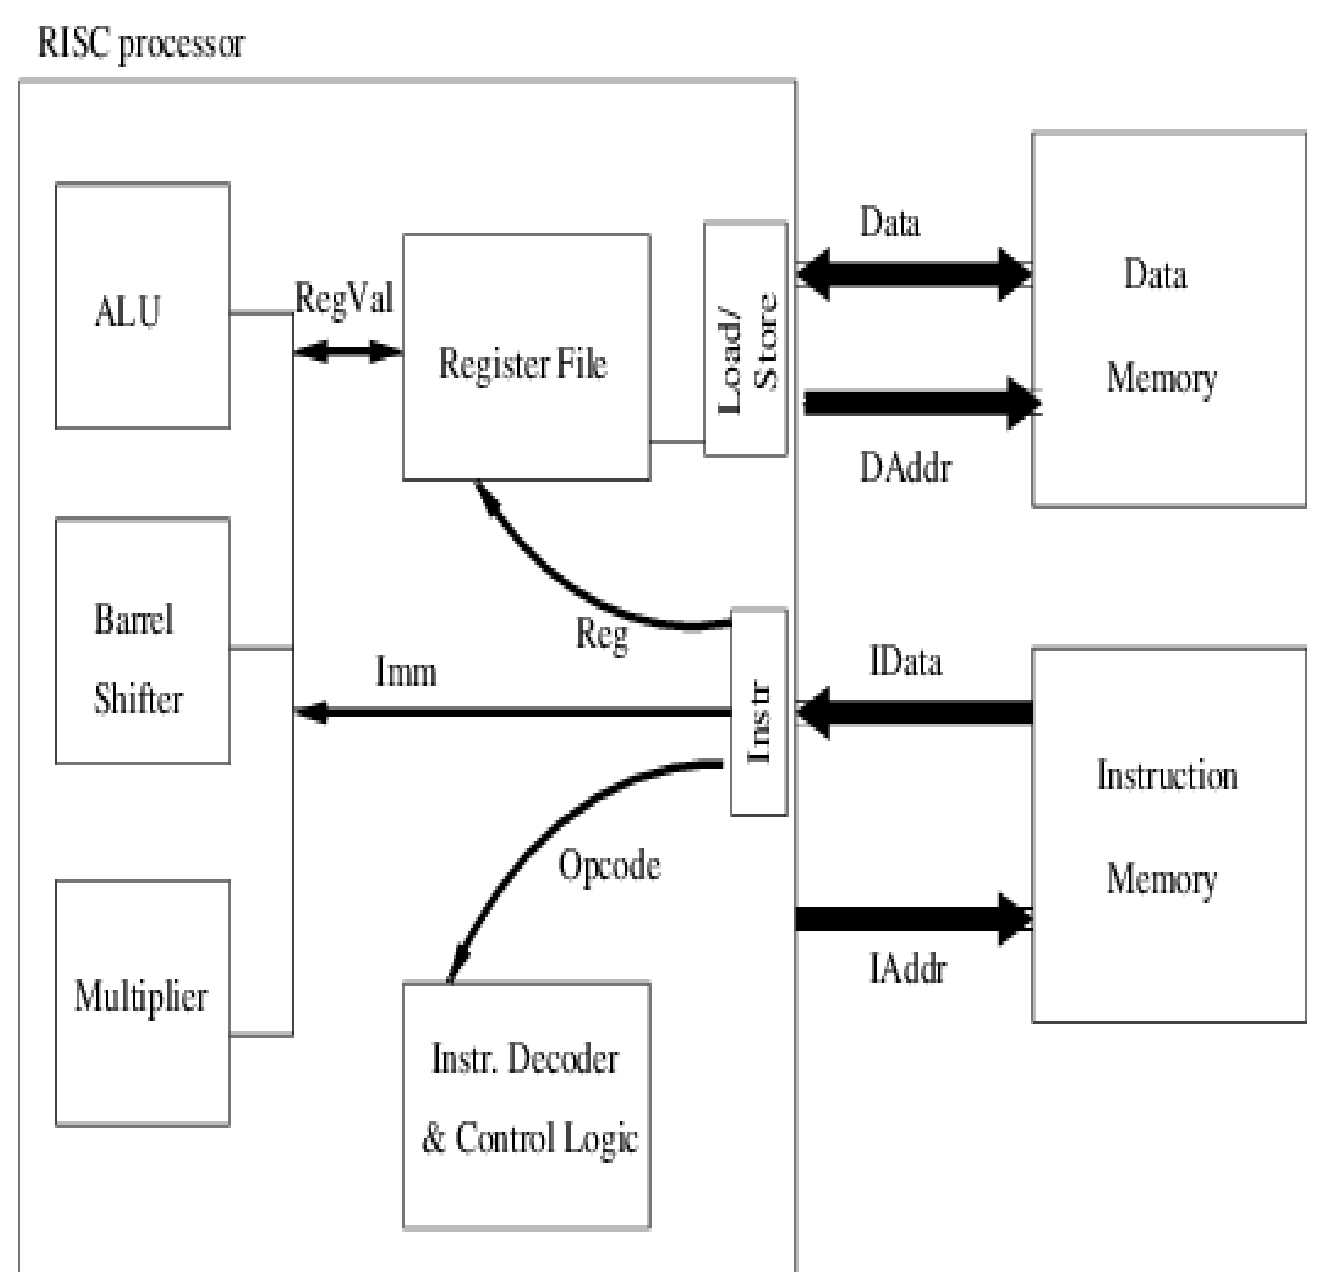 RISC processor
ALU
RegVal
Register File
Load/
Store
Data
DAddr
Data
Memory
Barrel
Shifter
Imm
Reg
Instr
IData
IAddr
Instruction
Memory
Opcode
Multiplier
Instr. Decoder
& Control Logic